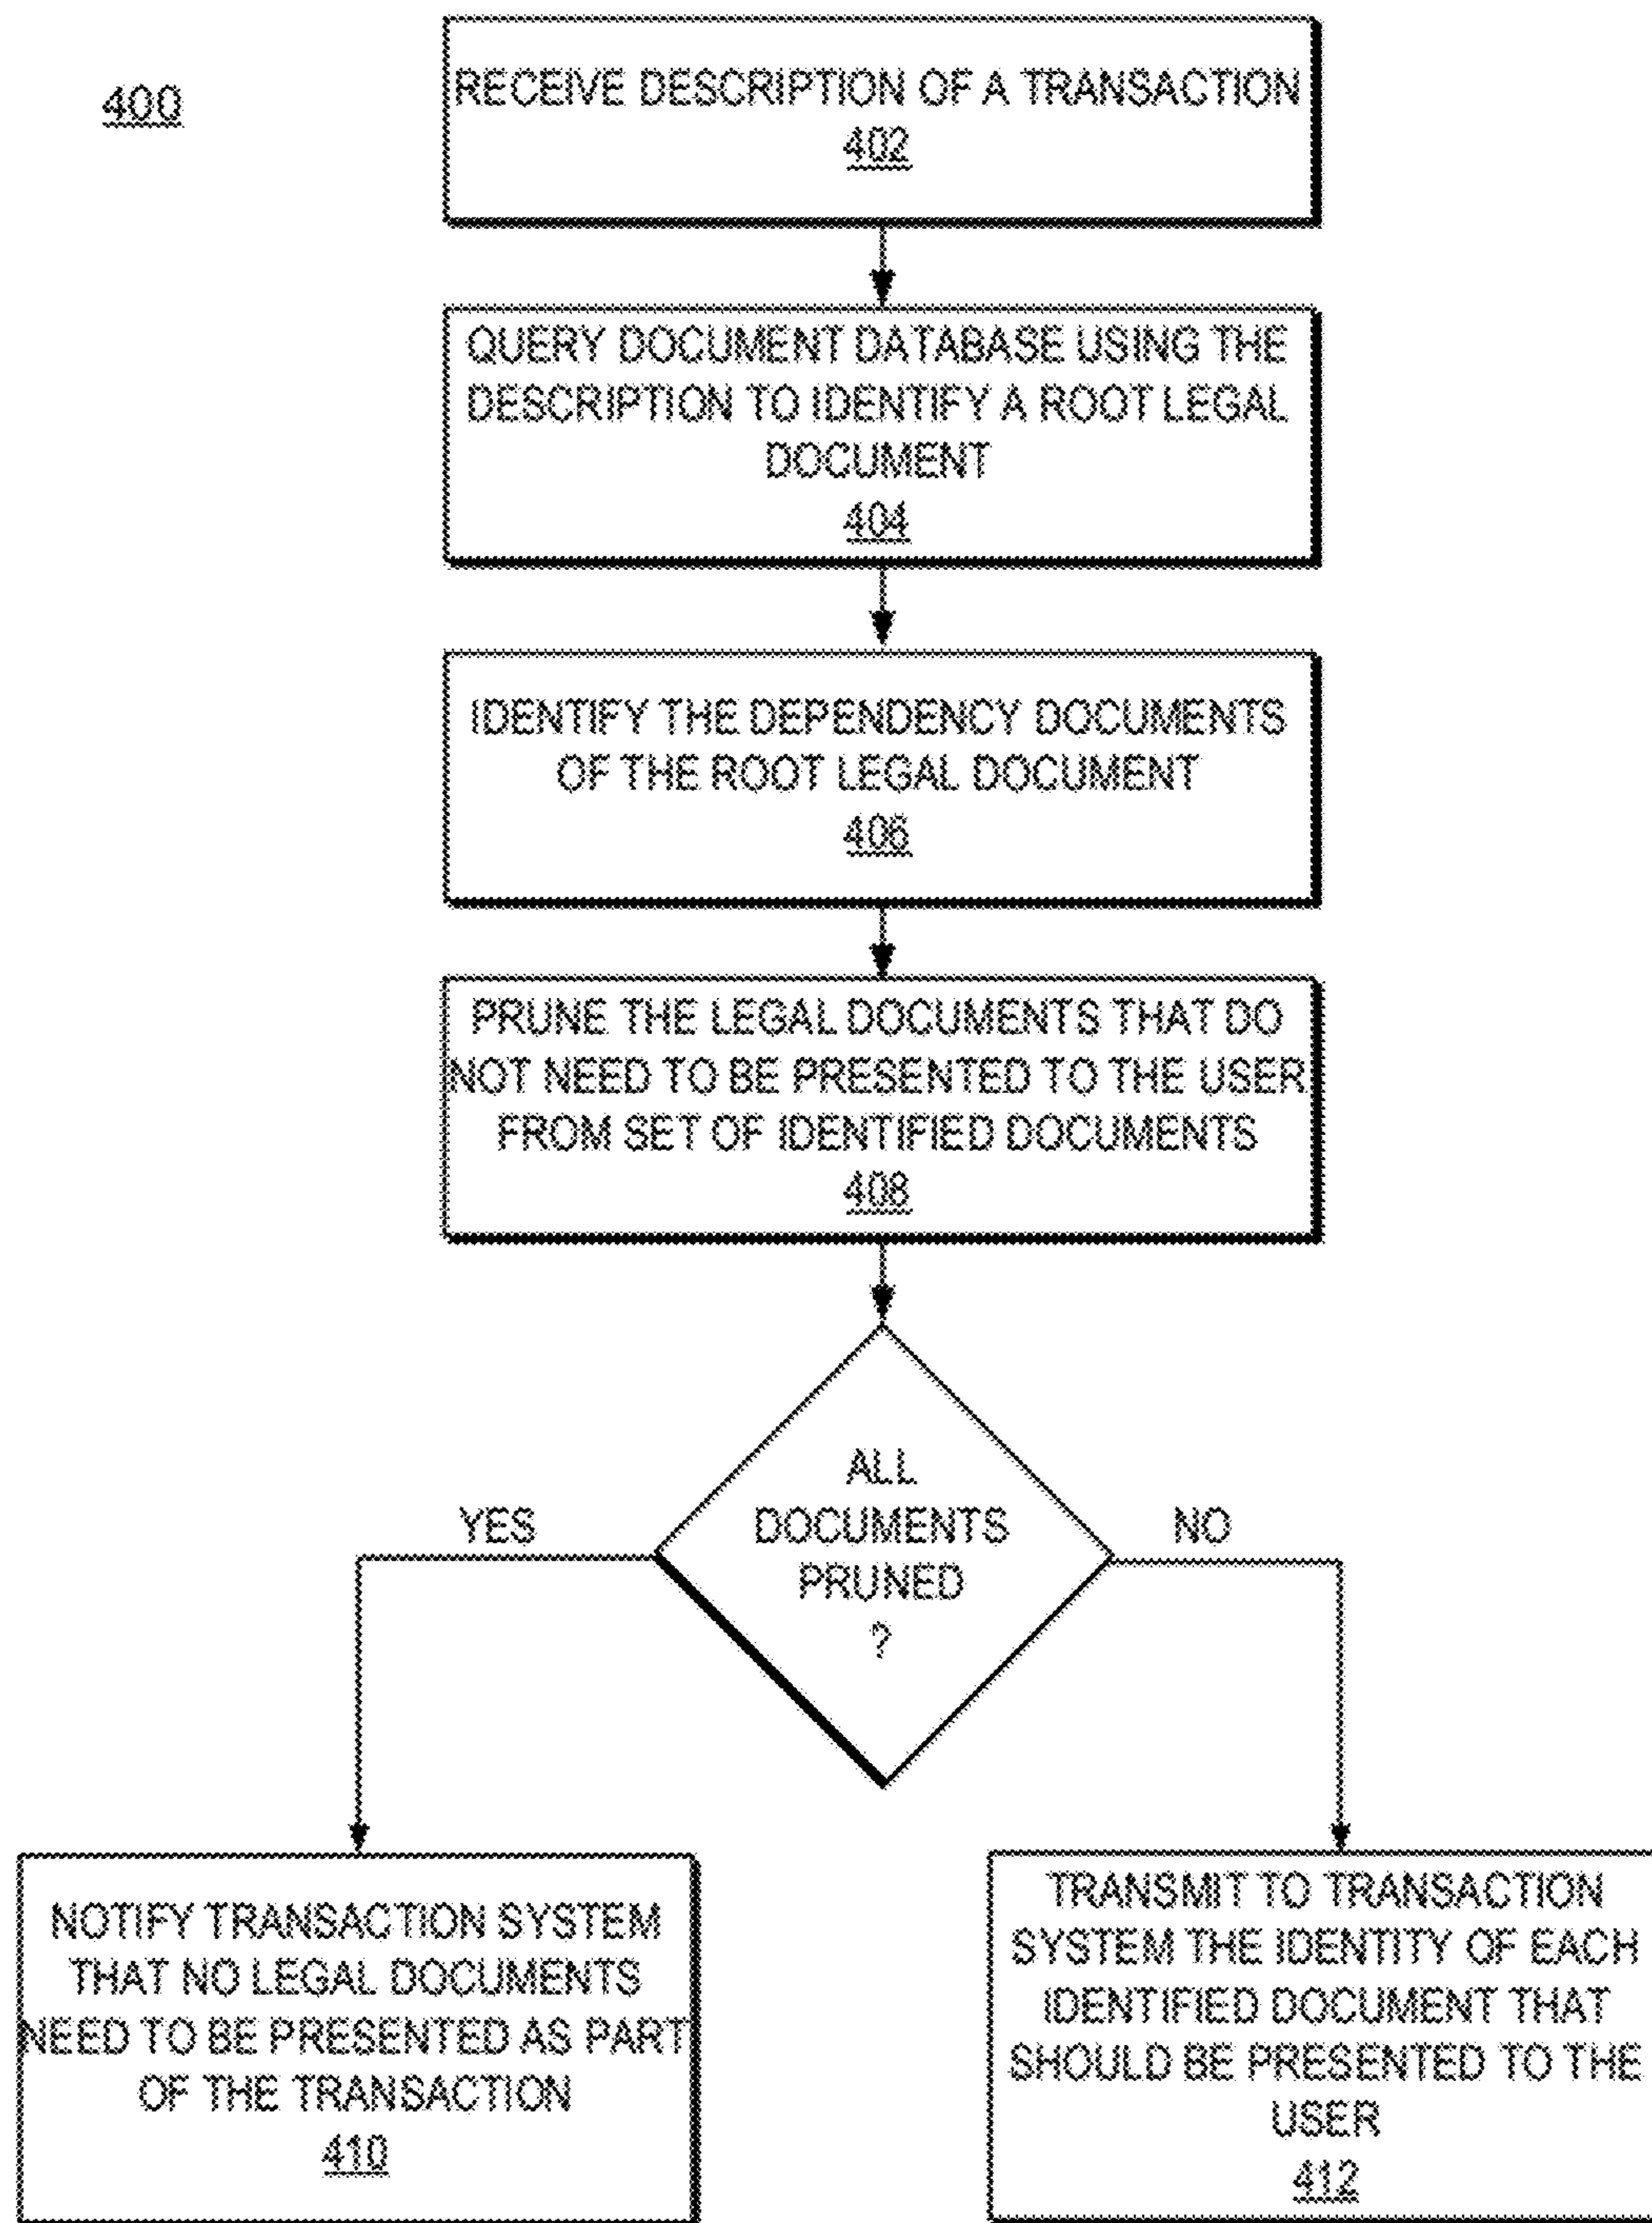 400
RECEIVE DESCRIPTION OF A TRANSACTION
402
QUERY DOCUMENT DATABASE USING THE
DESCRIPTION TO IDENTIFY A ROOT LEGAL
DOCUMENT
404
IDENTIFY THE DEPENDENCY DOCUMENTS
OF THE ROOT LEGAL DOCUMENT
406
PRUNE THE LEGAL DOCUMENTS THAT DO
NOT NEED TO BE PRESENTED TO THE USER
FROM SET OF IDENTIFIED DOCUMENTS
408
ALL
DOCUMENTS
PRUNED
?
YES
NO
NOTIFY TRANSACTION SYSTEM
THAT NO LEGAL DOCUMENTS
NEED TO BE PRESENTED AS PART
OF THE TRANSACTION
410
TRANSMIT TO TRANSACTION
SYSTEM THE IDENTITY OF EACH
IDENTIFIED DOCUMENT THAT
SHOULD BE PRESENTED TO THE
USER
412